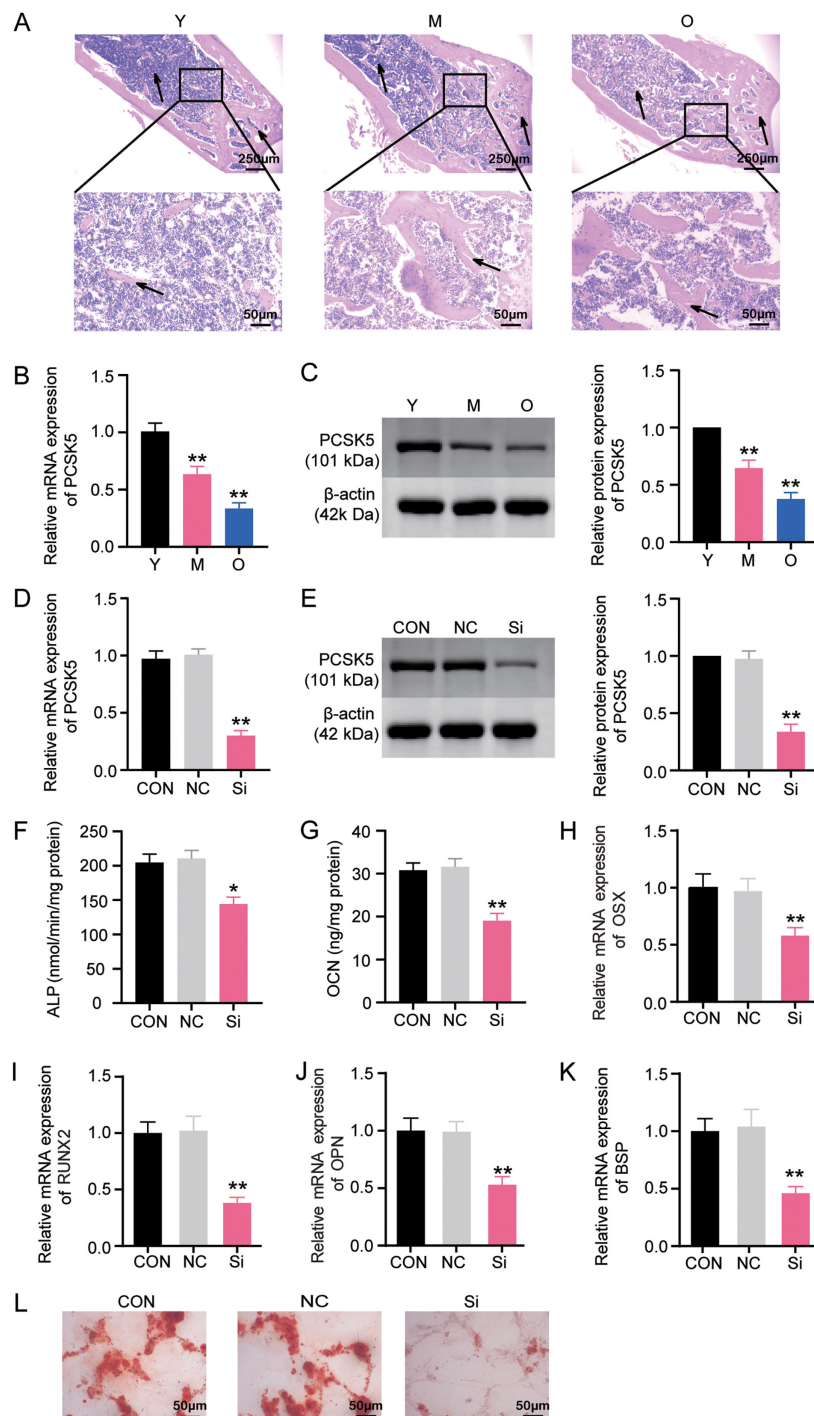 A
Y
M
O
250µm
250µm
250µm
50µm
50µm
50µm
B
Relative mRNA expression
of PCSK5
1.5
1.0
0.5
0.0
**
**
Y
M
O
C
Y
M
O
PCSK5
(101 kDa)
β-actin
(42k Da)
Relative protein expression
of PCSK5
1.5
1.0
0.5
0.0
**
**
Y
M
O
D
Relative mRNA expression
of PCSK5
1.5
1.0
0.5
0.0
**
CON
NC
Si
E
CON
NC
Si
PCSK5
(101 kDa)
β-actin
(42 kDa)
Relative protein expression
of PCSK5
1.5
1.0
0.5
0.0
**
CON
NC
Si
F
ALP (nmol/min/mg protein)
250
200
150
100
50
0
*
CON
NC
Si
G
OCN (ng/mg protein)
40
30
20
10
0
**
CON
NC
Si
H
Relative mRNA expression
of OSX
1.5
1.0
0.5
0.0
**
CON
NC
Si
I
Relative mRNA expression
of RUNX2
1.5
1.0
0.5
0.0
**
CON
NC
Si
J
Relative mRNA expression
of OPN
1.5
1.0
0.5
0.0
**
CON
NC
Si
K
Relative mRNA expression
of BSP
1.5
1.0
0.5
0.0
**
CON
NC
Si
L
CON
NC
Si
50µm
50µm
50µm